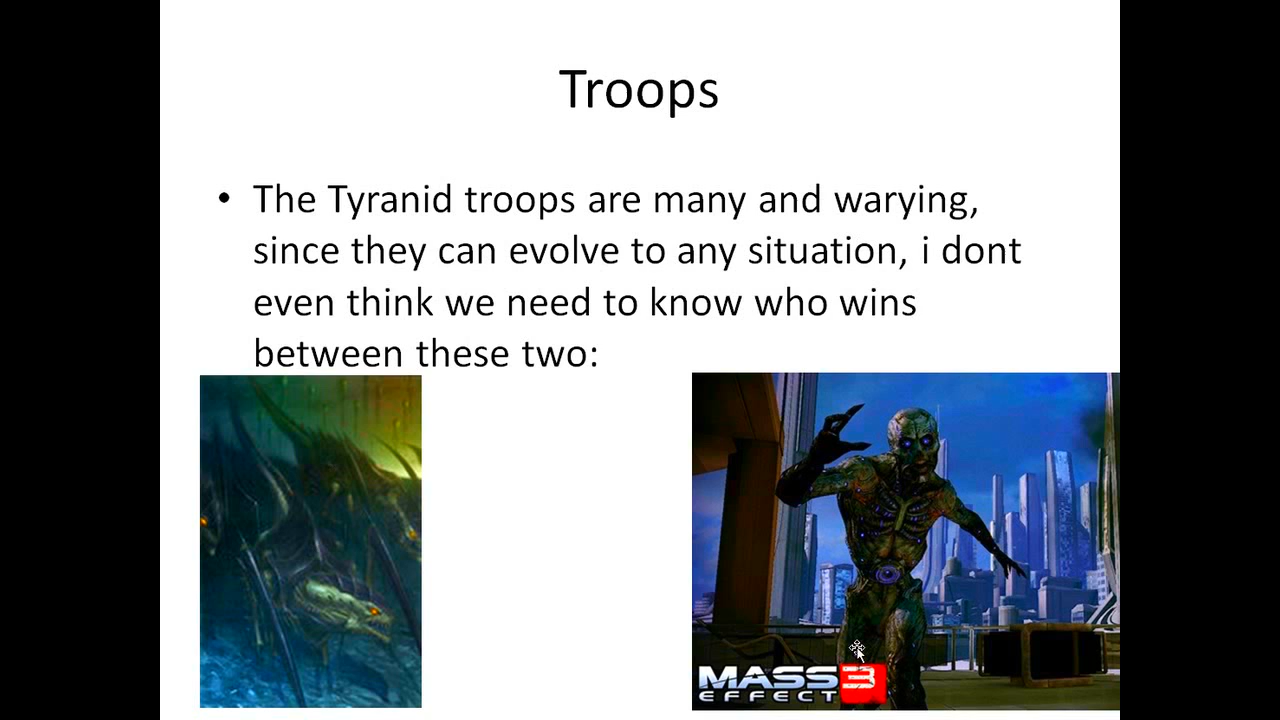 Troops
• The Tyranid troops are many and warying,
since they can evolve to any situation, i dont
even think we need to know who wins
between these two:
MASS 3
EFFECT